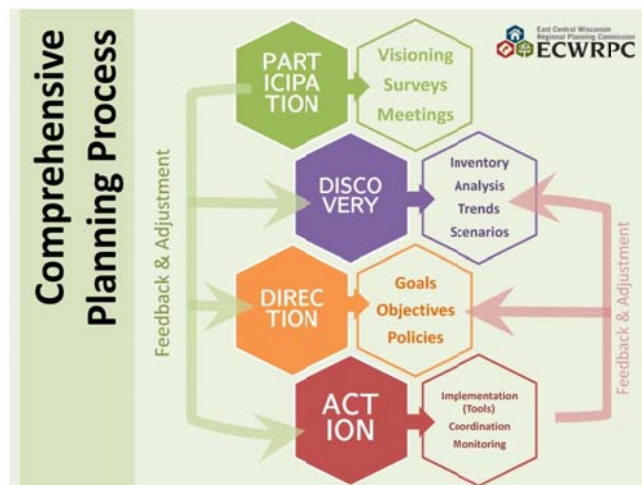 Comprehensive
Planning Process
East Central Wisconsin
Regional Planning Commission
ECWRPC
Feedback & Adjustment
PART
ICIPA
TION
Visioning
Surveys
Meetings
DISCO
VERY
Inventory
Analysis
Trends
Scenarios
DIREC
TION
Goals
Objectives
Policies
ACT
ION
Implementation
(Tools)
Coordination
Monitoring
Feedback & Adjustment